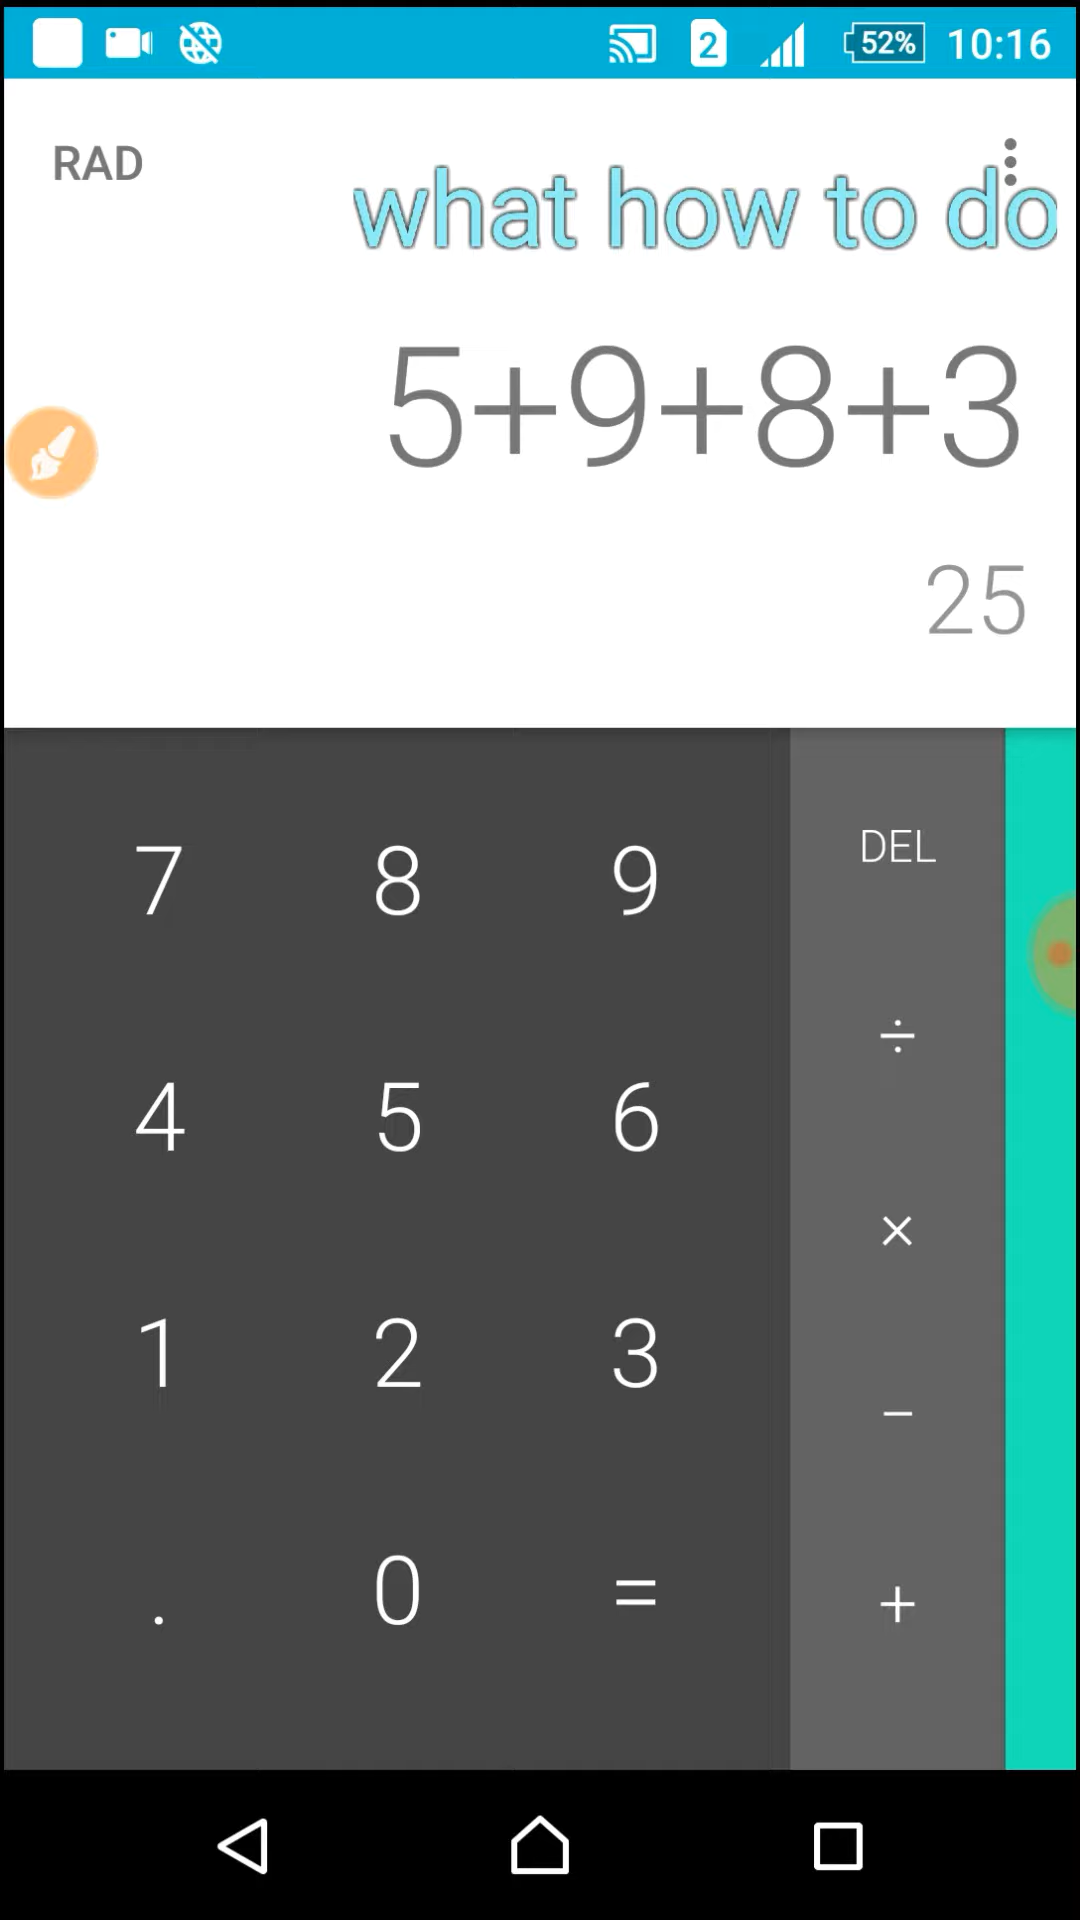 2 52% 10:16
RAD
what how to do
5+9+8+3
25
7 8 9 DEL
÷
4 5 6
×
1 2 3
−
. 0 = +